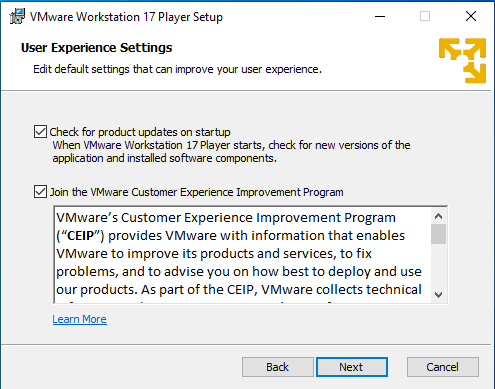 VMware Workstation 17 Player Setup
User Experience Settings
Edit default settings that can improve your user experience.
Check for product updates on startup
When VMware Workstation 17 Player starts, check for new versions of the
application and installed software components.
Join the VMware Customer Experience Improvement Program
VMware's Customer Experience Improvement Program
("CEIP") provides VMware with information that enables
VMware to improve its products and services, to fix
problems, and to advise you on how best to deploy and use
our products. As part of the CEIP, VMware collects technical
Learn More
Back
Next
Cancel